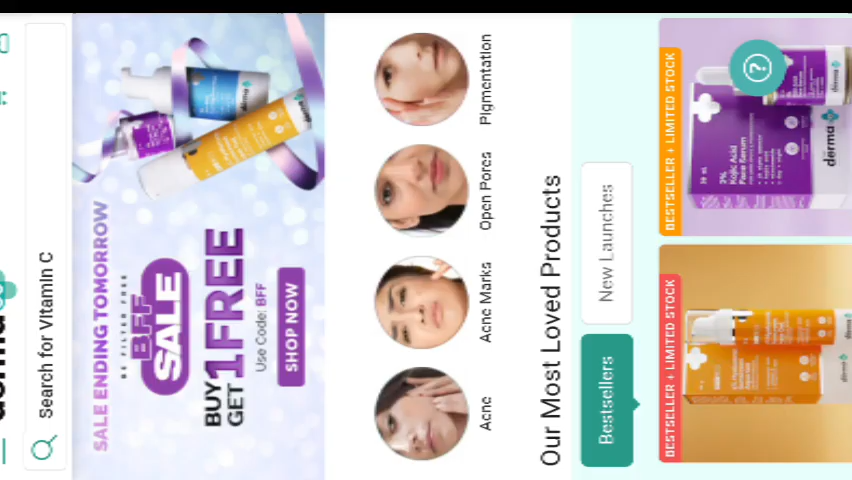 Search for Vitamin C
SALE ENDING TOMORROW
BE FILTER FREE
BFF
SALE
BUY 1 FREE
GET
Use Code: BFF
SHOP NOW
Acne
Acne Marks
Open Pores
Pigmentation
Our Most Loved Products
Bestsellers
New Launches
BESTSELLER + LIMITED STOCK
BESTSELLER + LIMITED STOCK
2%
Kojic Acid
Face Serum
derma
?